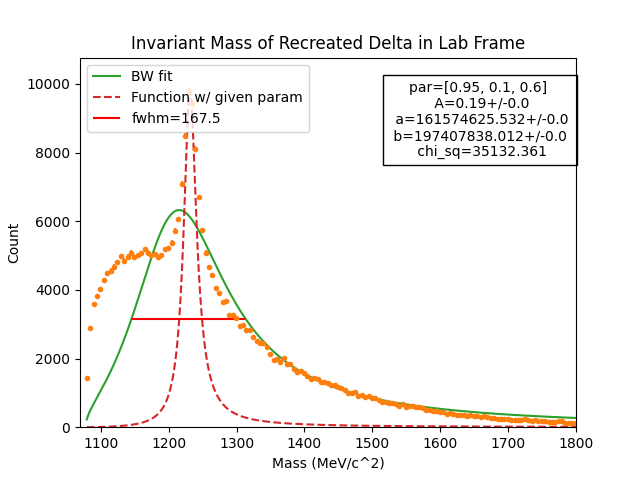 Invariant Mass of Recreated Delta in Lab Frame
BW fit
Function w/ given param
fwhm=167.5
par=[0.95, 0.1, 0.6]
A=0.19+/-0.0
a=161574625.532+/-0.0
b=197407838.012+/-0.0
chi_sq=35132.361
Count
10000
8000
6000
4000
2000
0
1100 1200 1300 1400 1500 1600 1700 1800
Mass (MeV/c^2)